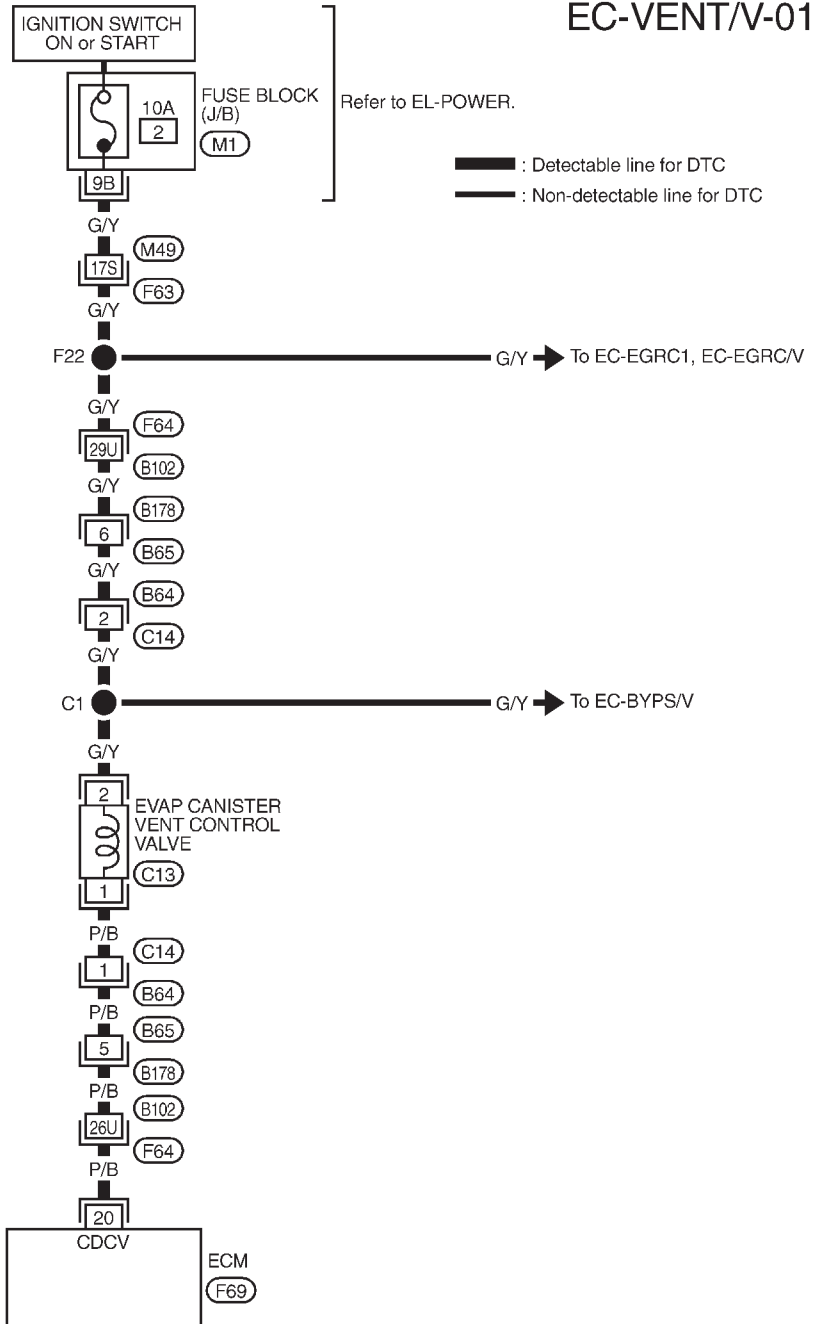 EC-VENT/V-01
IGNITION SWITCH
ON or START
10A
2
FUSE BLOCK
(J/B)
M1
Refer to EL-POWER.
: Detectable line for DTC
: Non-detectable line for DTC
9B
G/Y
M49
17S
F63
G/Y
F22
G/Y
To EC-EGRC1, EC-EGRC/V
G/Y
F64
29U
B102
G/Y
B178
6
B65
G/Y
B64
2
C14
G/Y
C1
G/Y
To EC-BYPS/V
G/Y
2
EVAP CANISTER
VENT CONTROL
VALVE
C13
1
P/B
C14
1
B64
P/B
B65
5
B178
P/B
B102
26U
F64
P/B
20
CDCV
ECM
F69